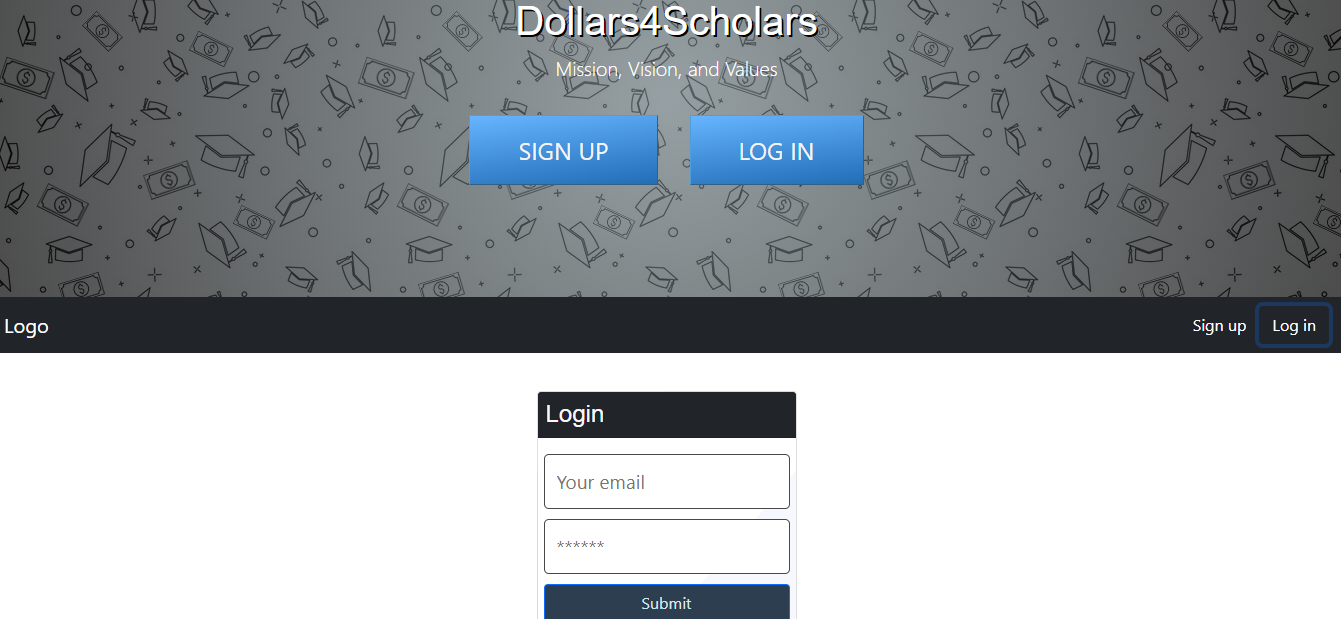 Dollars4Scholars
Mission, Vision, and Values
SIGN UP LOG IN
Logo Sign up Log in
Login
Your email
******
Submit